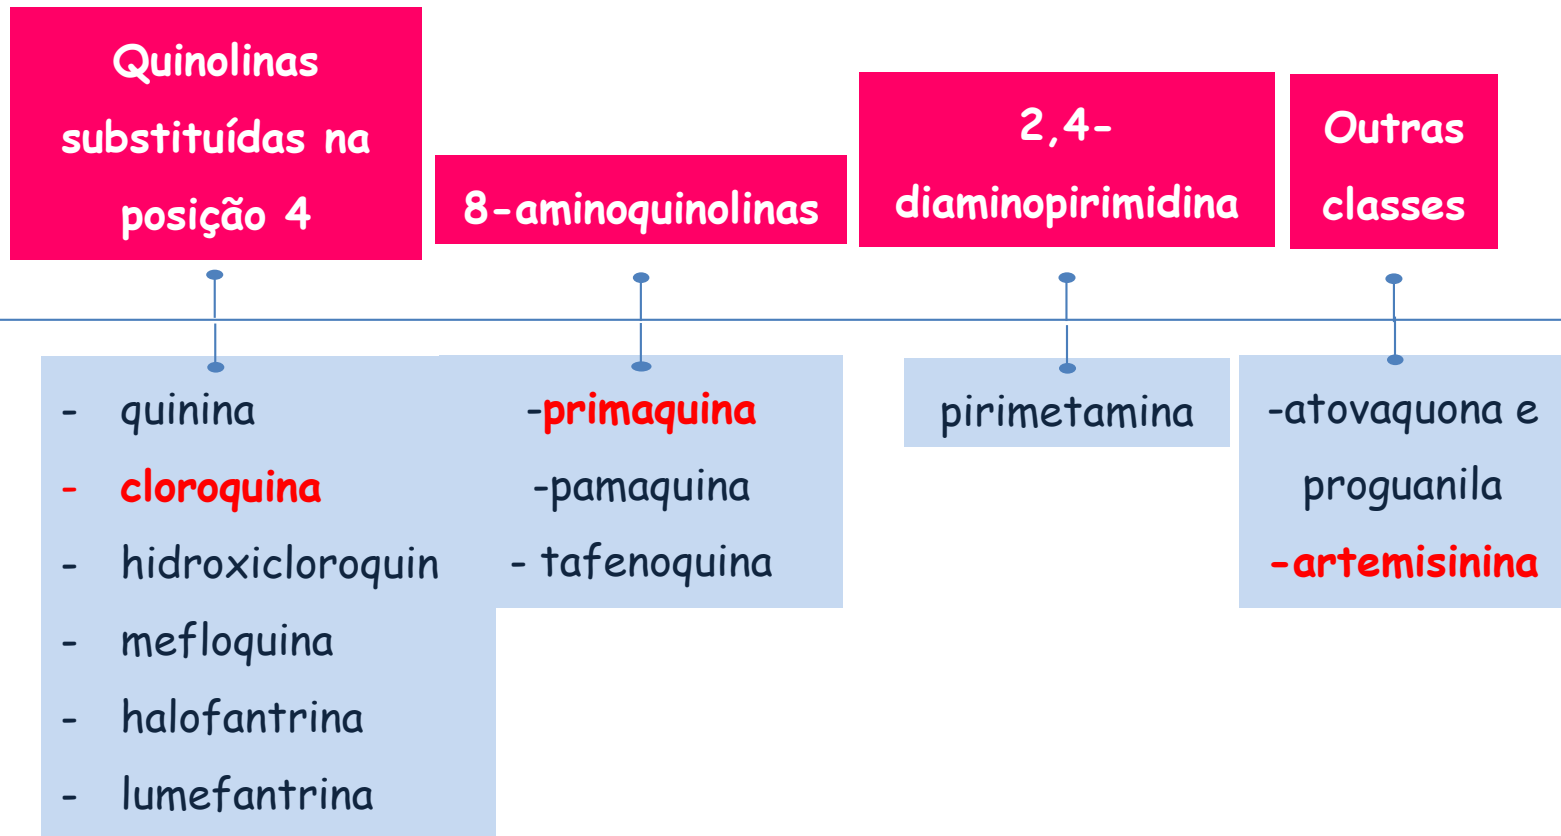 Quinolinas
substituídas na
posição 4
8-aminoquinolinas
2,4-
diaminopirimidina
Outras
classes
- quinina
- cloroquina
- hidroxicloroquin
- mefloquina
- halofantrina
- lumefantrina
-primaquina
-pamaquina
- tafenoquina
pirimetamina
-atovaquona e
proguanila
-artemisinina